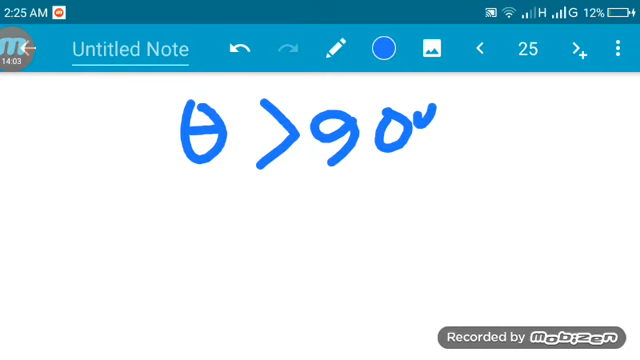 2:25 AM H G 12%
14:03 Untitled Note 25
θ > 90°
Recorded by mobizen